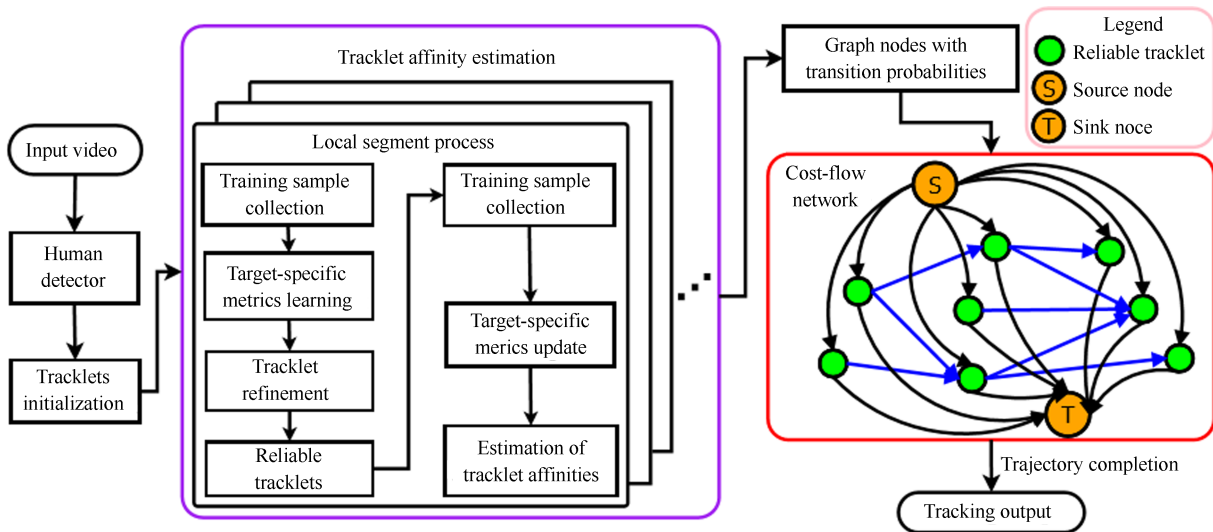 Input video
Human
detector
Tracklets
initialization
Tracklet affinity estimation
Local segment process
Training sample
collection
Target-specific
metrics learning
Tracklet
refinement
Reliable
tracklets
Training sample
collection
Target-specific
merics update
Estimation of
tracklet affinities
Graph nodes with
transition probabilities
Legend
Reliable tracklet
S Source node
T Sink noce
Cost-flow
network
S
T
Trajectory completion
Tracking output